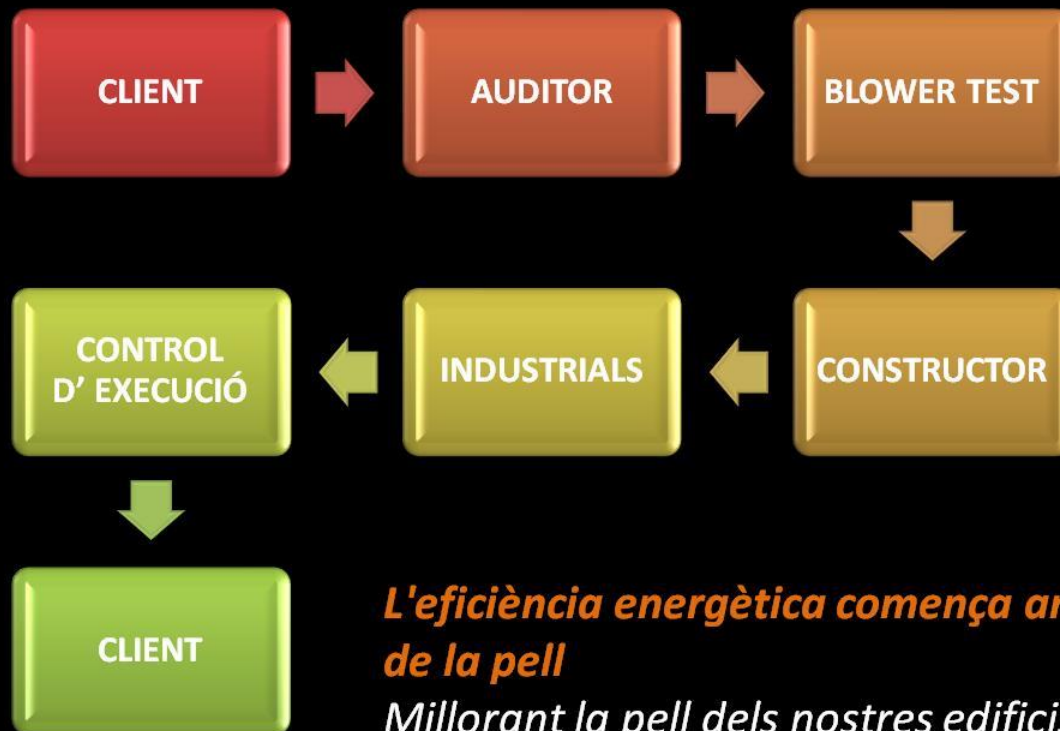 CLIENT
AUDITOR
BLOWER TEST
CONSTRUCTOR
INDUSTRIALS
CONTROL
D’ EXECUCIÓ
CLIENT
L'eficiència energètica comença
de la pell
Millorant la pell dels nostres